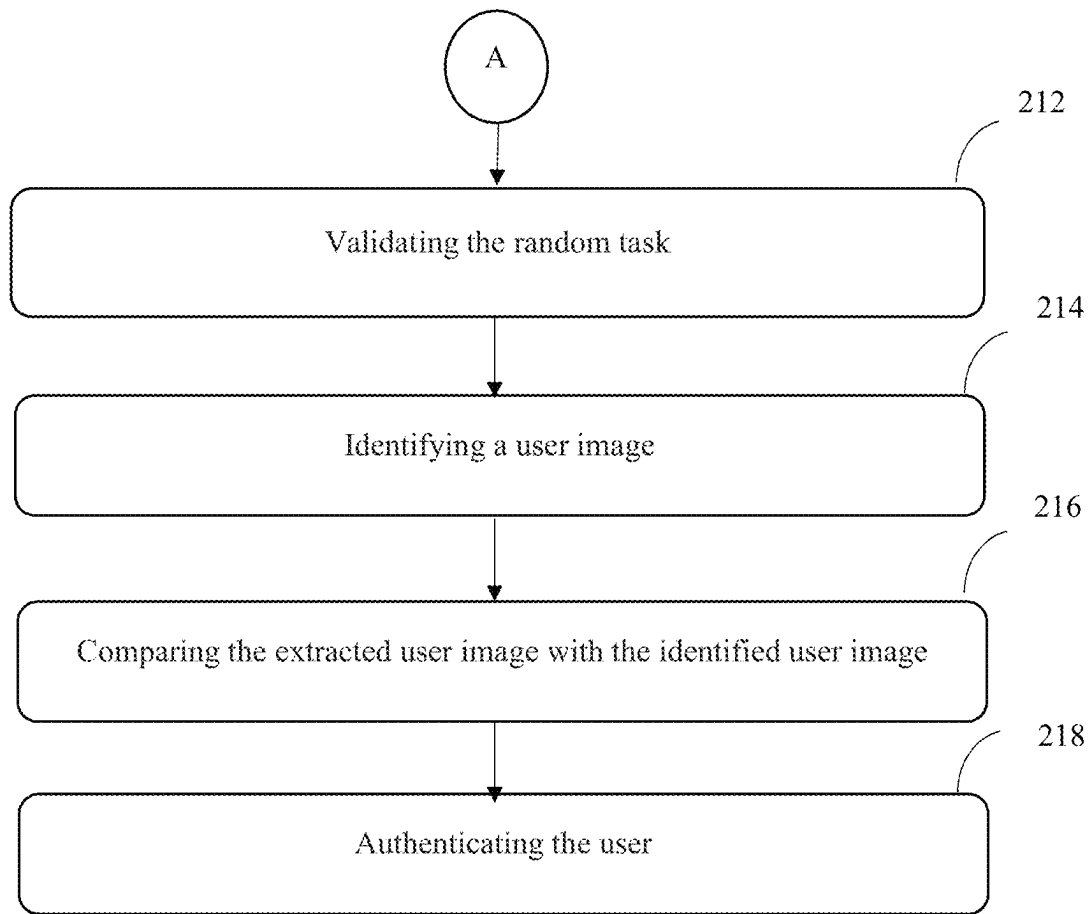 A
212
Validating the random task
214
Identifying a user image
216
Comparing the extracted user image with the identified user image
218
Authenticating the user